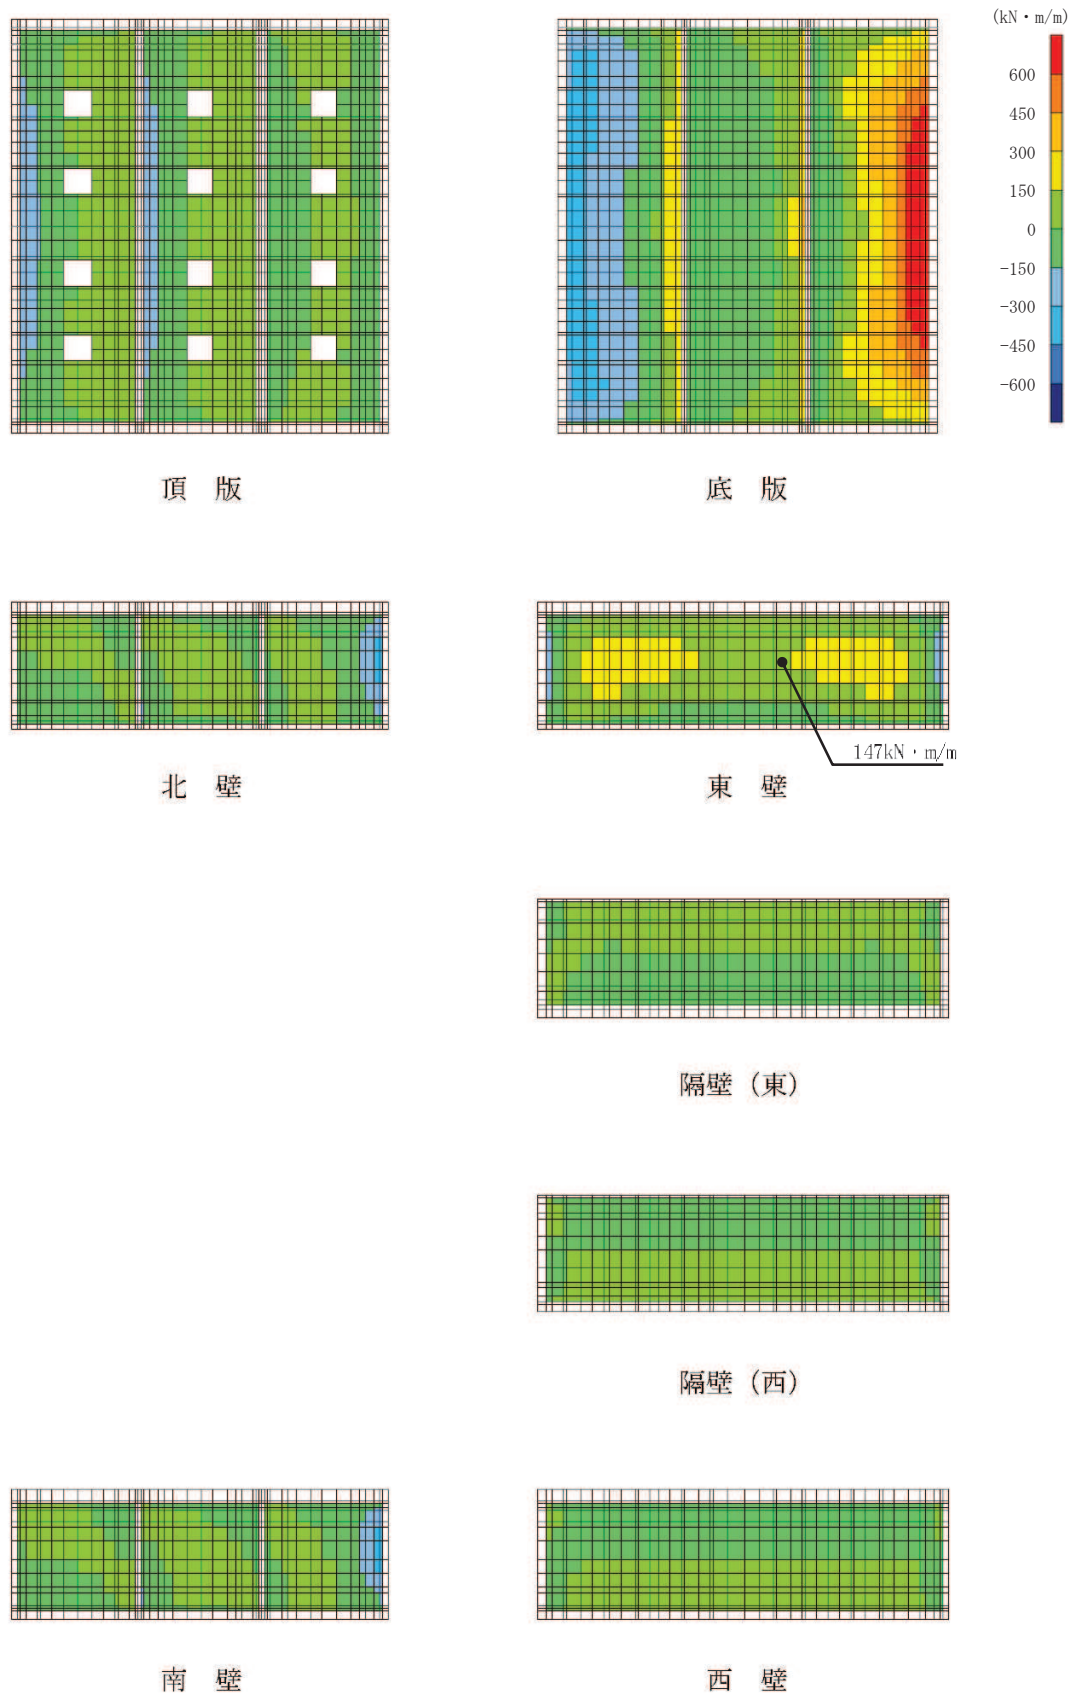 (kN・m/m)
600
450
300
150
0
-150
-300
-450
-600
頂 版
底 版
147kN・m/m
北 壁
東 壁
隔壁（東）
隔壁（西）
南 壁
西 壁